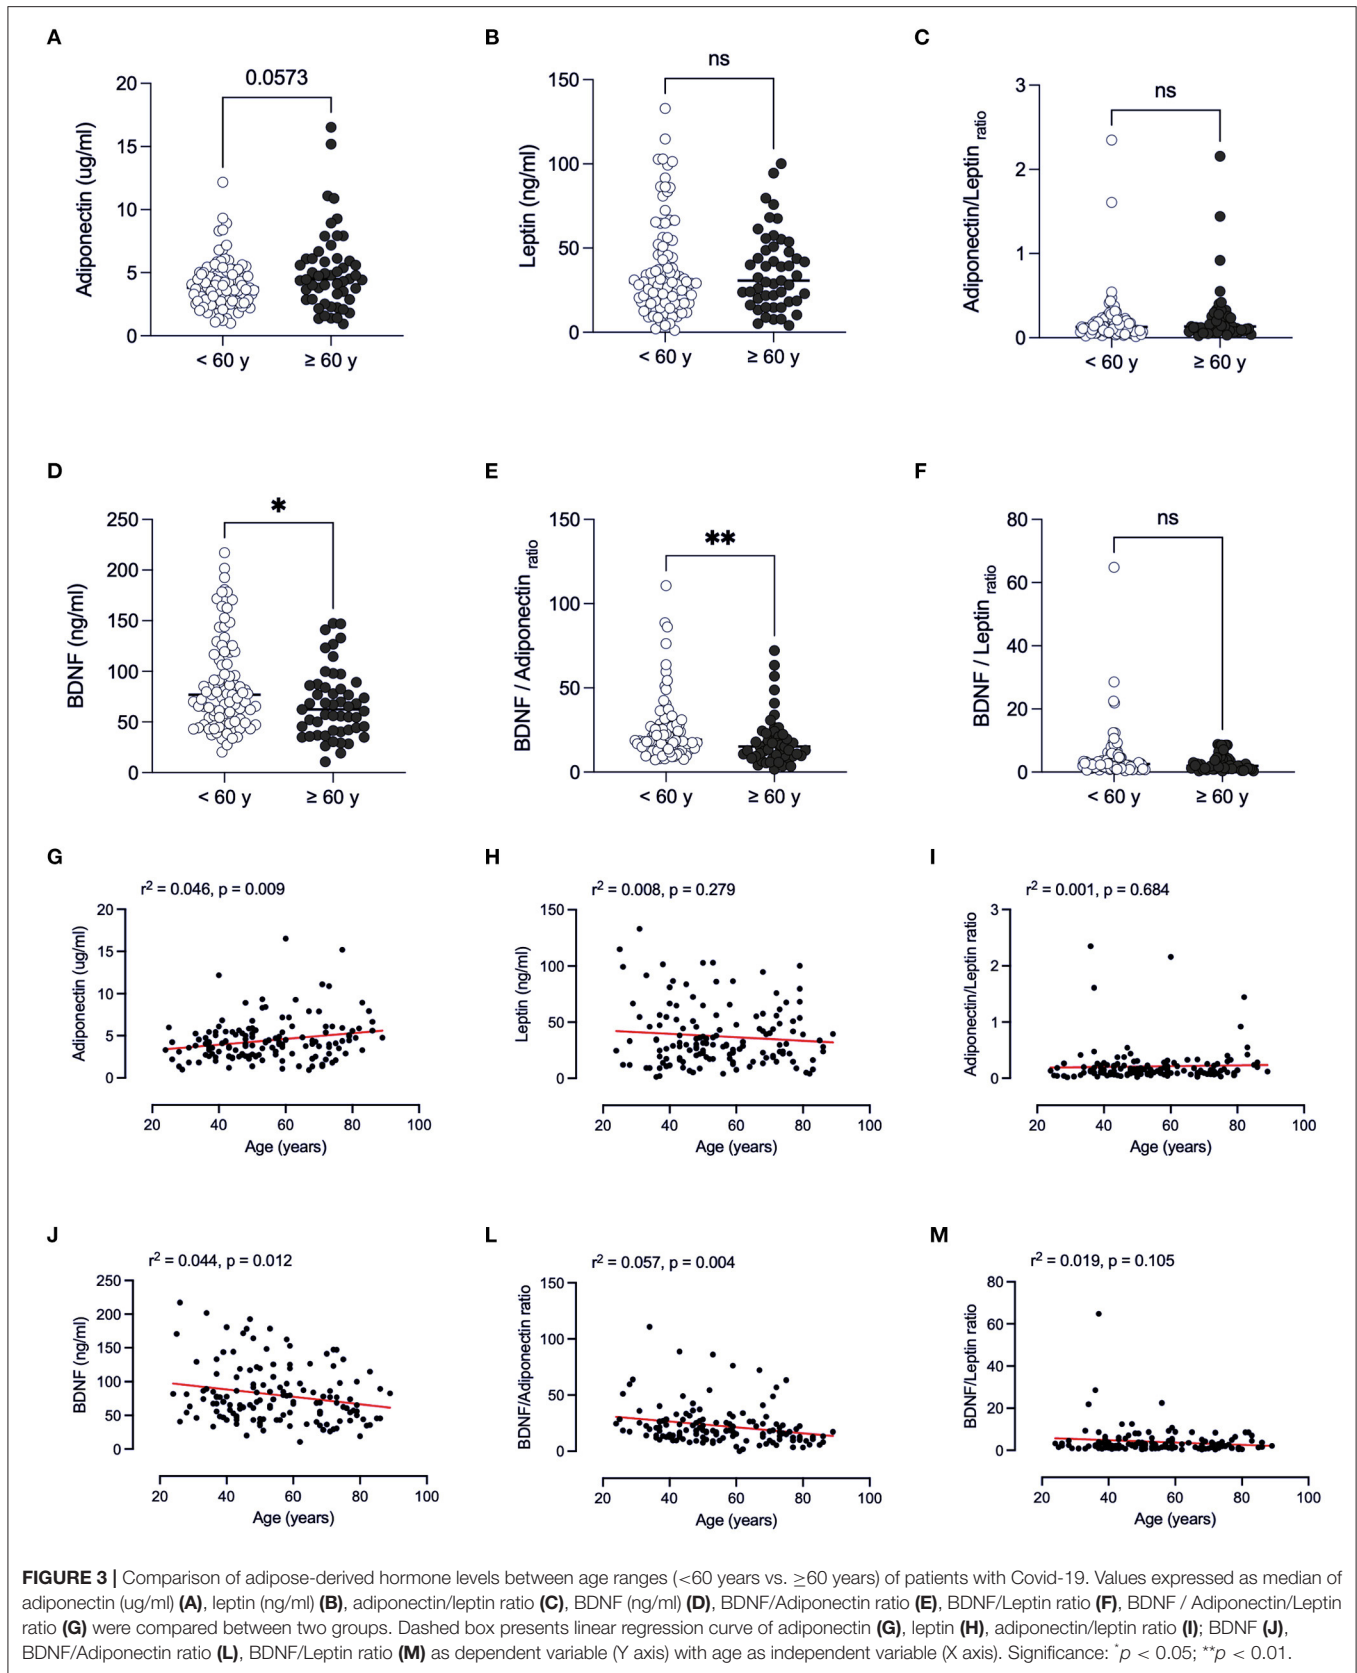 A
B
C
0.0573
ns
ns
Adiponectin (ug/ml)
20
15
10
5
0
< 60 y
≥ 60 y
Leptin (ng/ml)
150
100
50
0
< 60 y
≥ 60 y
Adiponectin/Leptin ratio
3
2
1
0
< 60 y
≥ 60 y
D
E
F
*
**
ns
BDNF (ng/ml)
250
200
150
100
50
0
< 60 y
≥ 60 y
BDNF / Adiponectin ratio
150
100
50
0
< 60 y
≥ 60 y
BDNF / Leptin ratio
80
60
40
20
0
< 60 y
≥ 60 y
G
H
I
r² = 0.046, p = 0.009
Adiponectin (ug/ml)
20
15
10
5
0
20 40 60 80 100
Age (years)
r² = 0.008, p = 0.279
Leptin (ng/ml)
150
100
50
0
20 40 60 80 100
Age (years)
r² = 0.001, p = 0.684
Adiponectin/Leptin ratio
3
2
1
0
20 40 60 80 100
Age (years)
J
L
M
r² = 0.044, p = 0.012
BDNF (ng/ml)
250
200
150
100
50
0
20 40 60 80 100
Age (years)
r² = 0.057, p = 0.004
BDNF/Adiponectin ratio
150
100
50
0
20 40 60 80 100
Age (years)
r² = 0.019, p = 0.105
BDNF/Leptin ratio
80
60
40
20
0
20 40 60 80 100
Age (years)
FIGURE 3 | Comparison of adipose-derived hormone levels between age ranges (<60 years vs. ≥60 years) of patients with Covid-19. Values expressed as median of
adiponectin (ug/ml) (A), leptin (ng/ml) (B), adiponectin/leptin ratio (C), BDNF (ng/ml) (D), BDNF/Adiponectin ratio (E), BDNF/Leptin ratio (F), BDNF / Adiponectin/Leptin
ratio (G) were compared between two groups. Dashed box presents linear regression curve of adiponectin (G), leptin (H), adiponectin/leptin ratio (I); BDNF (J),
BDNF/Adiponectin ratio (L), BDNF/Leptin ratio (M) as dependent variable (Y axis) with age as independent variable (X axis). Significance: *p < 0.05; **p < 0.01.